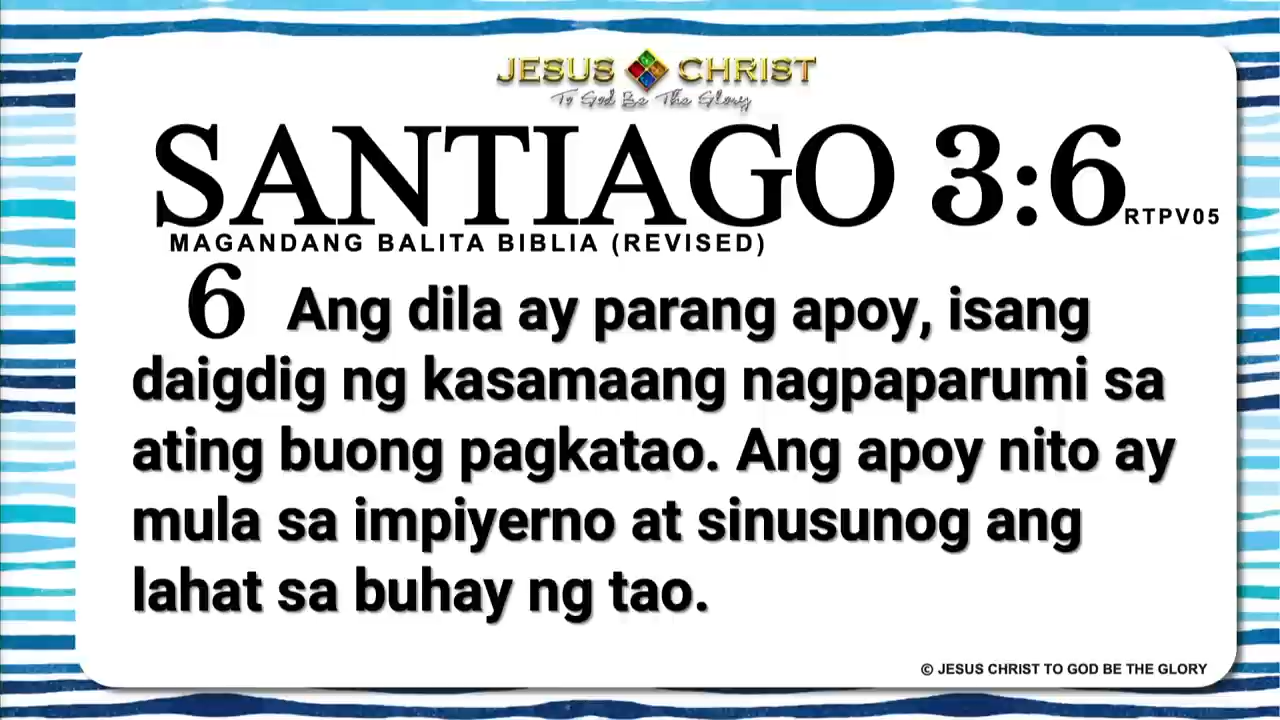 JESUS CHRIST
To God Be The Glory
SANTIAGO 3:6 RTPV05
MAGANDANG BALITA BIBLIA (REVISED)
6 Ang dila ay parang apoy, isang
daigdig ng kasamaang nagpaparumi sa
ating buong pagkatao. Ang apoy nito ay
mula sa impiyerno at sinusunog ang
lahat sa buhay ng tao.
© JESUS CHRIST TO GOD BE THE GLORY